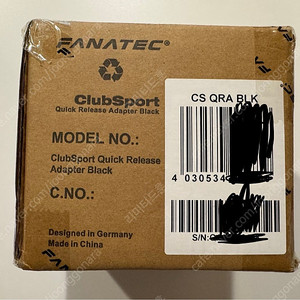 FANATEC®
ClubSport
Quick Release Adapter Black
MODEL NO.:
ClubSport Quick Release
Adapter Black
C.NO.:
Designed in Germany
Made in China
CS QRA BLK
4 030534
S/N: